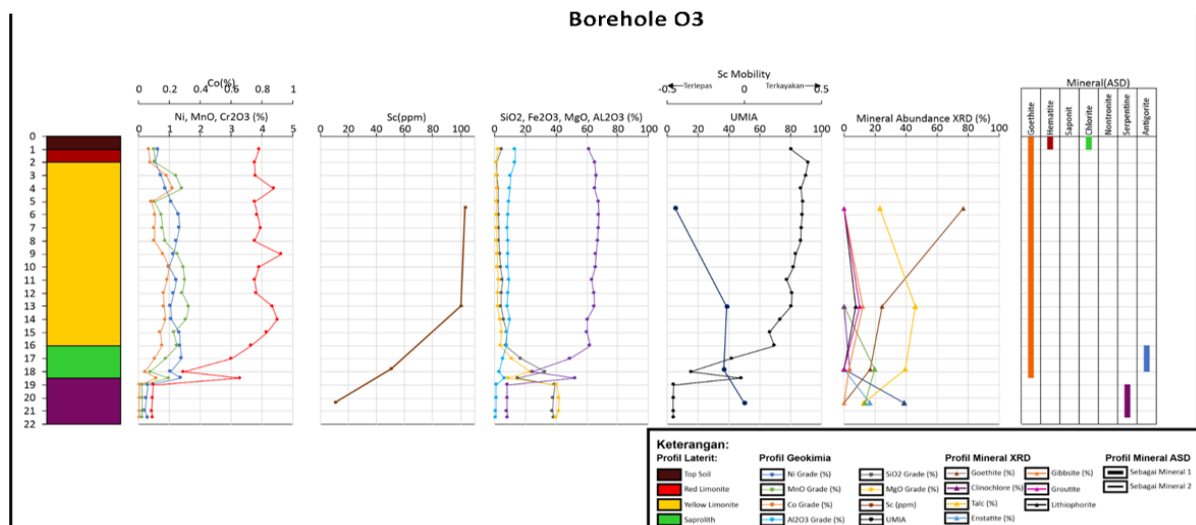 Borehole O3
Co(%)
0 0.2 0.4 0.6 0.8 1
Ni, MnO, Cr2O3 (%)
0 1 2 3 4 5
Sc(ppm)
0 20 40 60 80 100
SiO2, Fe2O3, MgO, AL2O3 (%)
0 20 40 60 80 100
Sc Mobility
-0.5 0 0.5
Terlepas Terkayakan
UMIA
0 20 40 60 80 100
Mineral Abundance XRD (%)
0 20 40 60 80 100
Mineral(ASD)
Goethite
Hematite
Saponit
Chlorite
Nontronite
Serpentine
Antigorite
0
1
2
3
4
5
6
7
8
9
10
11
12
13
14
15
16
17
18
19
20
21
22
Keterangan:
Profil Laterit:
Top Soil
Red Limonite
Yellow Limonite
Saprolith
Profil Geokimia
Ni Grade (%)
MnO Grade (%)
Co Grade (%)
Al2O3 Grade (%)
SiO2 Grade (%)
MgO Grade (%)
Sc (ppm)
UMIA
Profil Mineral XRD
Goethite (%)
Clinochlore (%)
Talc (%)
Enstatite (%)
Gibbsite (%)
Groutite
Lithiophorite
Profil Mineral ASD
Sebagai Mineral 1
Sebagai Mineral 2